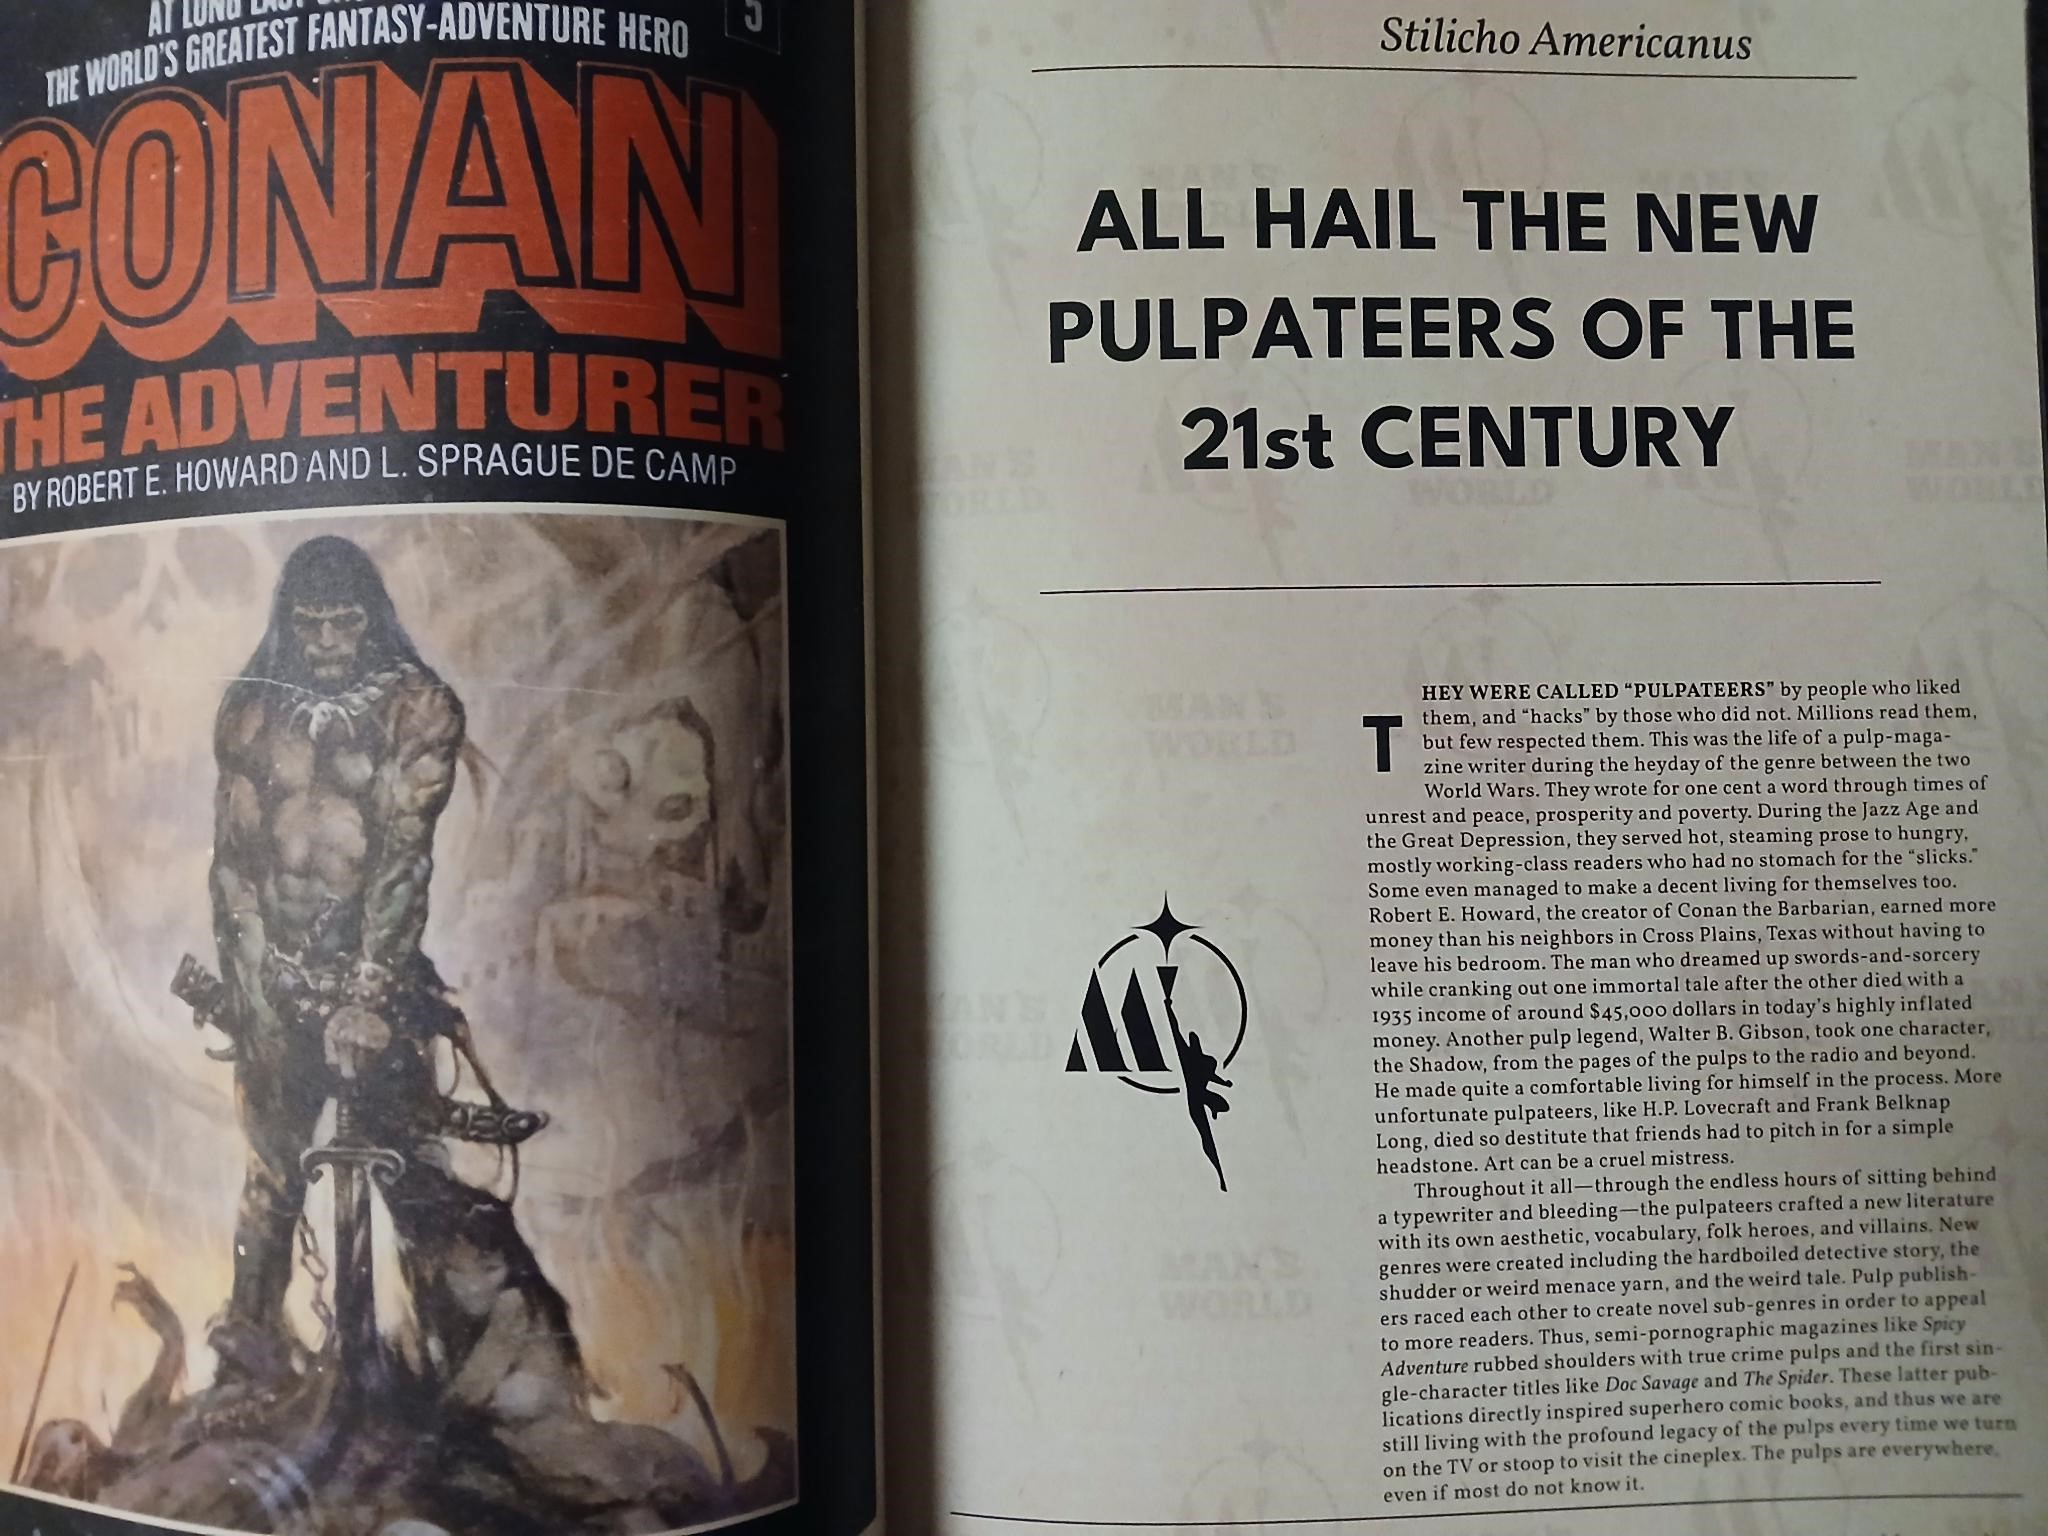 AT LONG LAST
THE WORLD'S GREATEST FANTASY-ADVENTURE HERO
5
CONAN
THE ADVENTURER
BY ROBERT E. HOWARD AND L. SPRAGUE DE CAMP
Stilicho Americanus
ALL HAIL THE NEW
PULPATEERS OF THE
21st CENTURY
THEY WERE CALLED “PULPATEERS” by people who liked
them, and “hacks” by those who did not. Millions read them,
but few respected them. This was the life of a pulp-maga-
zine writer during the heyday of the genre between the two
World Wars. They wrote for one cent a word through times of
unrest and peace, prosperity and poverty. During the Jazz Age and
the Great Depression, they served hot, steaming prose to hungry,
mostly working-class readers who had no stomach for the “slicks.”
Some even managed to make a decent living for themselves too.
Robert E. Howard, the creator of Conan the Barbarian, earned more
money than his neighbors in Cross Plains, Texas without having to
leave his bedroom. The man who dreamed up swords-and-sorcery
while cranking out one immortal tale after the other died with a
1935 income of around $45,000 dollars in today's highly inflated
money. Another pulp legend, Walter B. Gibson, took one character,
the Shadow, from the pages of the pulps to the radio and beyond.
He made quite a comfortable living for himself in the process. More
unfortunate pulpateers, like H.P. Lovecraft and Frank Belknap
Long, died so destitute that friends had to pitch in for a simple
headstone. Art can be a cruel mistress.
Throughout it all—through the endless hours of sitting behind
a typewriter and bleeding—the pulpateers crafted a new literature
with its own aesthetic, vocabulary, folk heroes, and villains. New
genres were created including the hardboiled detective story, the
shudder or weird menace yarn, and the weird tale. Pulp publish-
ers raced each other to create novel sub-genres in order to appeal
to more readers. Thus, semi-pornographic magazines like Spicy
Adventure rubbed shoulders with true crime pulps and the first sin-
gle-character titles like Doc Savage and The Spider. These latter pub-
lications directly inspired superhero comic books, and thus we are
still living with the profound legacy of the pulps every time we turn
on the TV or stoop to visit the cineplex. The pulps are everywhere,
even if most do not know it.
M
MAN'S
WORLD